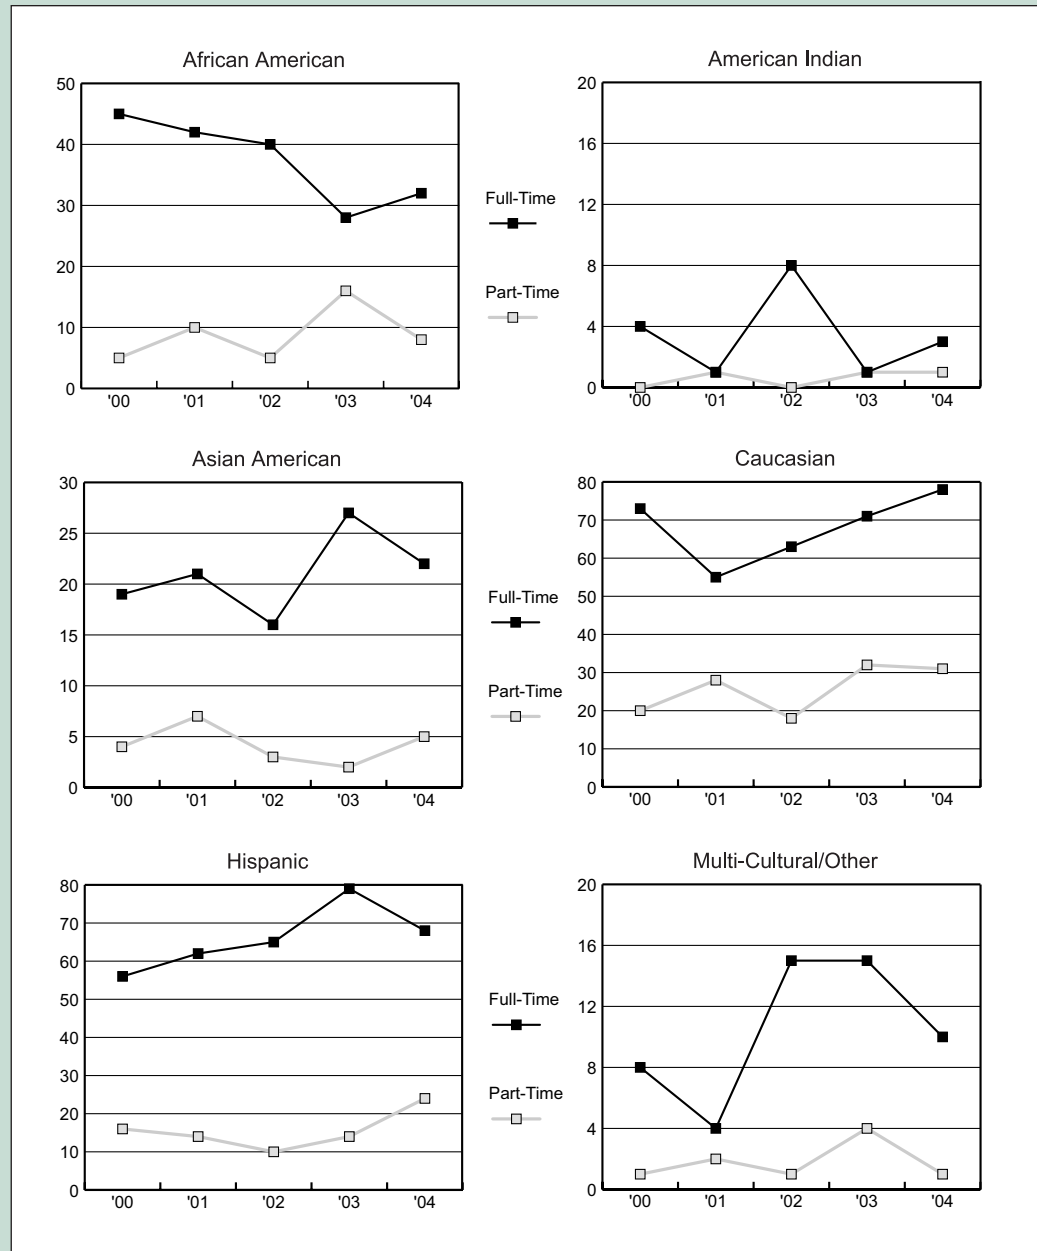 African American
American Indian
50
40
30
20
10
0
'00 '01 '02 '03 '04
Full-Time
Part-Time
20
16
12
8
4
0
'00 '01 '02 '03 '04
Asian American
Caucasian
30
25
20
15
10
5
0
'00 '01 '02 '03 '04
Full-Time
Part-Time
80
70
60
50
40
30
20
10
0
'00 '01 '02 '03 '04
Hispanic
Multi-Cultural/Other
80
70
60
50
40
30
20
10
0
'00 '01 '02 '03 '04
Full-Time
Part-Time
20
16
12
8
4
0
'00 '01 '02 '03 '04